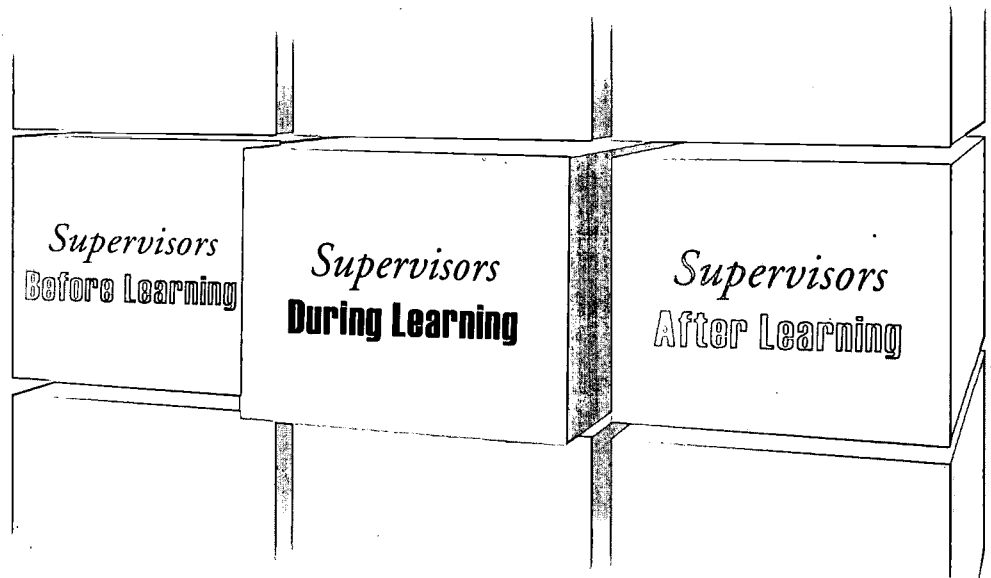 Supervisors
Before Learning
Supervisors
During Learning
Supervisors
After Learning